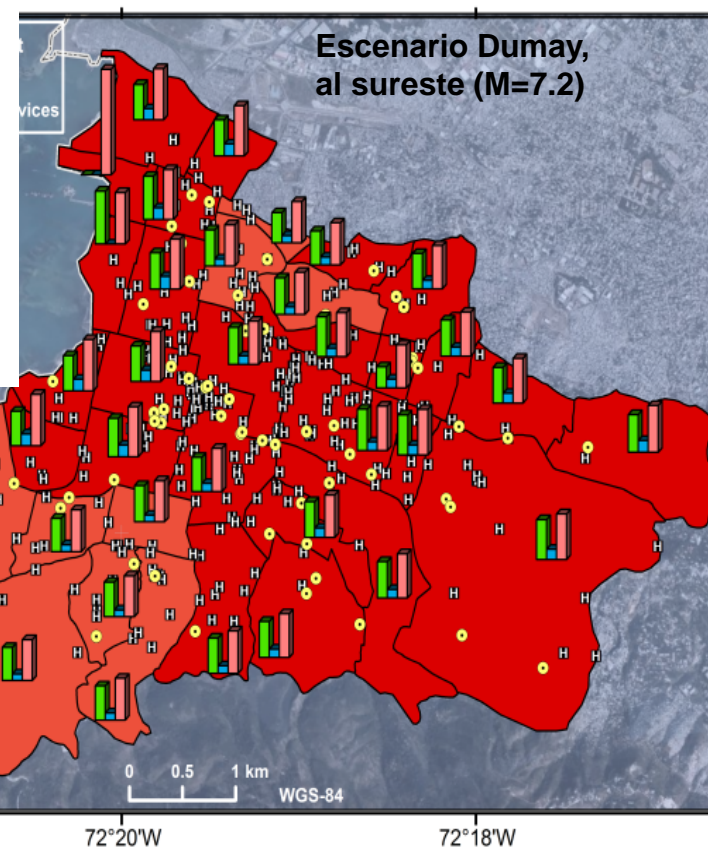 Escenario Dumay,
al sureste (M=7.2)
t
vices
0 0.5 1 km
WGS-84
72°20'W 72°18'W